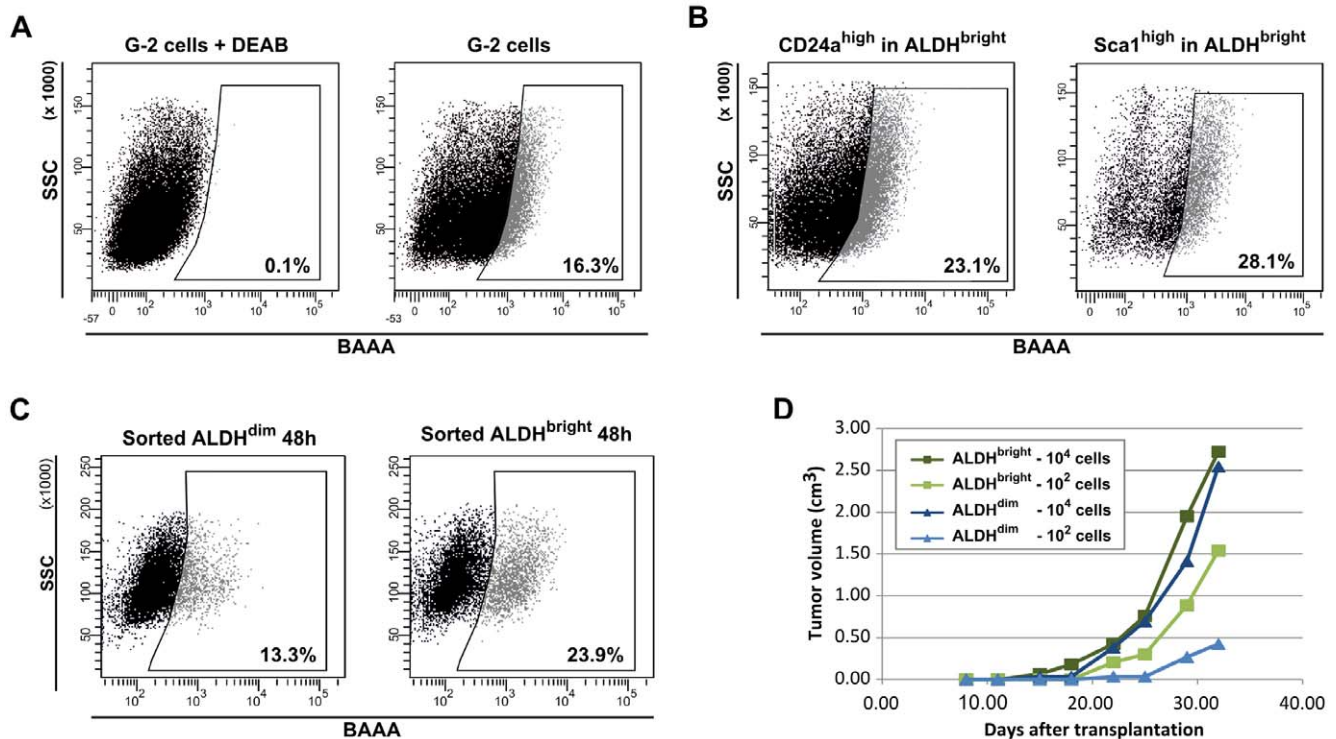 A
G-2 cells + DEAB
G-2 cells
SSC
(x 1000)
150
100
50
0.1%
-57 0 10² 10³ 10⁴ 10⁵
16.3%
-53 0 10² 10³ 10⁴ 10⁵
BAAA
B
CD24a^high in ALDH^bright
Sca1^high in ALDH^bright
SSC
(x 1000)
150
100
50
23.1%
10² 10³ 10⁴ 10⁵
150
100
50
28.1%
0 10² 10³ 10⁴ 10⁵
BAAA
C
Sorted ALDH^dim 48h
Sorted ALDH^bright 48h
SSC
(x1000)
250
200
150
100
50
13.3%
10² 10³ 10⁴ 10⁵
250
200
150
100
50
23.9%
10² 10³ 10⁴ 10⁵
BAAA
D
Tumor volume (cm³)
3.00
2.50
2.00
1.50
1.00
0.50
0.00
ALDH^bright - 10⁴ cells
ALDH^bright - 10² cells
ALDH^dim - 10⁴ cells
ALDH^dim - 10² cells
0.00 10.00 20.00 30.00 40.00
Days after transplantation